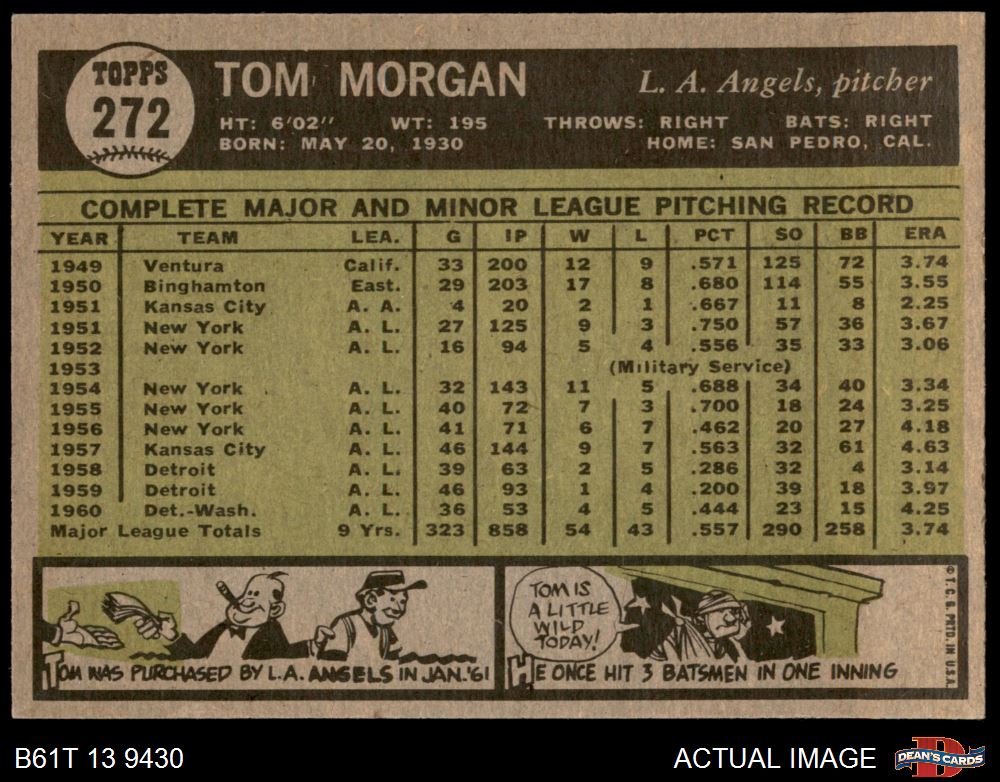 TOPPS
272
TOM MORGAN
L. A. Angels, pitcher
HT: 6'02" WT: 195 THROWS: RIGHT BATS: RIGHT
BORN: MAY 20, 1930 HOME: SAN PEDRO, CAL.
COMPLETE MAJOR AND MINOR LEAGUE PITCHING RECORD
YEAR TEAM LEA. G IP W L PCT SO BB ERA
1949 Ventura Calif. 33 200 12 9 .571 125 72 3.74
1950 Binghamton East. 29 203 17 8 .680 114 55 3.55
1951 Kansas City A. A. 4 20 2 1 .667 11 8 2.25
1951 New York A. L. 27 125 9 3 .750 57 36 3.67
1952 New York A. L. 16 94 5 4 .556 35 33 3.06
1953 (Military Service)
1954 New York A. L. 32 143 11 5 .688 34 40 3.34
1955 New York A. L. 40 72 7 3 .700 18 24 3.25
1956 New York A. L. 41 71 6 7 .462 20 27 4.18
1957 Kansas City A. L. 46 144 9 7 .563 32 61 4.63
1958 Detroit A. L. 39 63 2 5 .286 32 4 3.14
1959 Detroit A. L. 46 93 1 4 .200 39 18 3.97
1960 Det.-Wash. A. L. 36 53 4 5 .444 23 15 4.25
Major League Totals 9 Yrs. 323 858 54 43 .557 290 258 3.74
TOM WAS PURCHASED BY L.A. ANGELS IN JAN. '61
TOM IS
A LITTLE
WILD
TODAY!
HE ONCE HIT 3 BATSMEN IN ONE INNING
© T. C. G. PRTD. IN U.S.A.
B61T 13 9430
ACTUAL IMAGE
D
DEAN'S CARDS